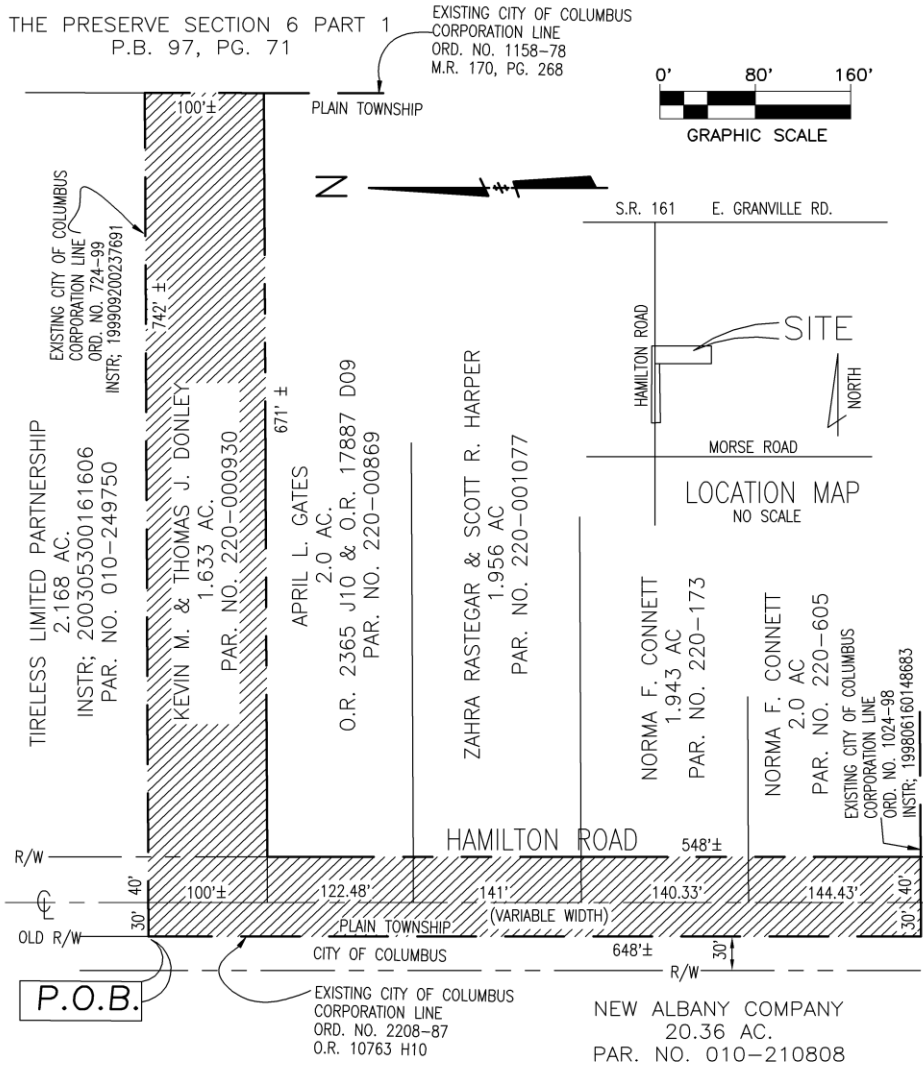 THE PRESERVE SECTION 6 PART 1
P.B. 97, PG. 71
EXISTING CITY OF COLUMBUS
CORPORATION LINE
ORD. NO. 1158-78
M.R. 170, PG. 268
0' 80' 160'
GRAPHIC SCALE
100'±
PLAIN TOWNSHIP
N
S.R. 161 E. GRANVILLE RD.
HAMILTON ROAD
SITE
NORTH
MORSE ROAD
LOCATION MAP
NO SCALE
EXISTING CITY OF COLUMBUS
CORPORATION LINE
ORD. NO. 724-99
INSTR; 199909200237691
742' ±
671' ±
TIRELESS LIMITED PARTNERSHIP
2.168 AC.
INSTR; 200305300161606
PAR. NO. 010-249750
KEVIN M. & THOMAS J. DONLEY
1.633 AC.
PAR. NO. 220-000930
APRIL L. GATES
2.0 AC.
O.R. 2365 J10 & O.R. 17887 D09
PAR. NO. 220-00869
ZAHRA RASTEGAR & SCOTT R. HARPER
1.956 AC
PAR. NO. 220-001077
NORMA F. CONNETT
1.943 AC
PAR. NO. 220-173
NORMA F. CONNETT
2.0 AC
PAR. NO. 220-605
EXISTING CITY OF COLUMBUS
CORPORATION LINE
ORD. NO. 1024-98
INSTR; 199806160148683
HAMILTON ROAD
548'±
R/W
40'
100'±
122.48'
141'
140.33'
144.43'
40'
30'
PLAIN TOWNSHIP
(VARIABLE WIDTH)
30'
OLD R/W
CITY OF COLUMBUS
648'±
30'
R/W
P.O.B.
EXISTING CITY OF COLUMBUS
CORPORATION LINE
ORD. NO. 2208-87
O.R. 10763 H10
NEW ALBANY COMPANY
20.36 AC.
PAR. NO. 010-210808